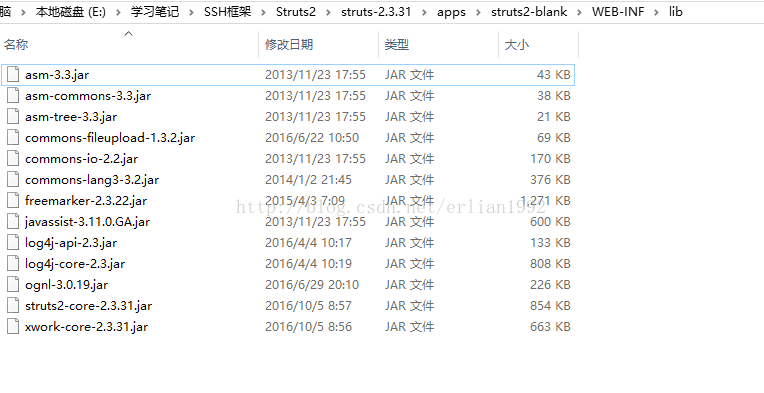 脑 > 本地磁盘 (E:) > 学习笔记 > SSH框架 > Struts2 > struts-2.3.31 > apps > struts2-blank > WEB-INF > lib
名称 修改日期 类型 大小
asm-3.3.jar 2013/11/23 17:55 JAR 文件 43 KB
asm-commons-3.3.jar 2013/11/23 17:55 JAR 文件 38 KB
asm-tree-3.3.jar 2013/11/23 17:55 JAR 文件 21 KB
commons-fileupload-1.3.2.jar 2016/6/22 10:50 JAR 文件 69 KB
commons-io-2.2.jar 2013/11/23 17:55 JAR 文件 170 KB
commons-lang3-3.2.jar 2014/1/2 21:45 JAR 文件 376 KB
freemarker-2.3.22.jar 2015/4/3 7:09 JAR 文件 1,271 KB
http://blog.csdn.net/erlian1992
javassist-3.11.0.GA.jar 2013/11/23 17:55 JAR 文件 600 KB
log4j-api-2.3.jar 2016/4/4 10:17 JAR 文件 133 KB
log4j-core-2.3.jar 2016/4/4 10:19 JAR 文件 808 KB
ognl-3.0.19.jar 2016/6/29 20:10 JAR 文件 226 KB
struts2-core-2.3.31.jar 2016/10/5 8:57 JAR 文件 854 KB
xwork-core-2.3.31.jar 2016/10/5 8:56 JAR 文件 663 KB